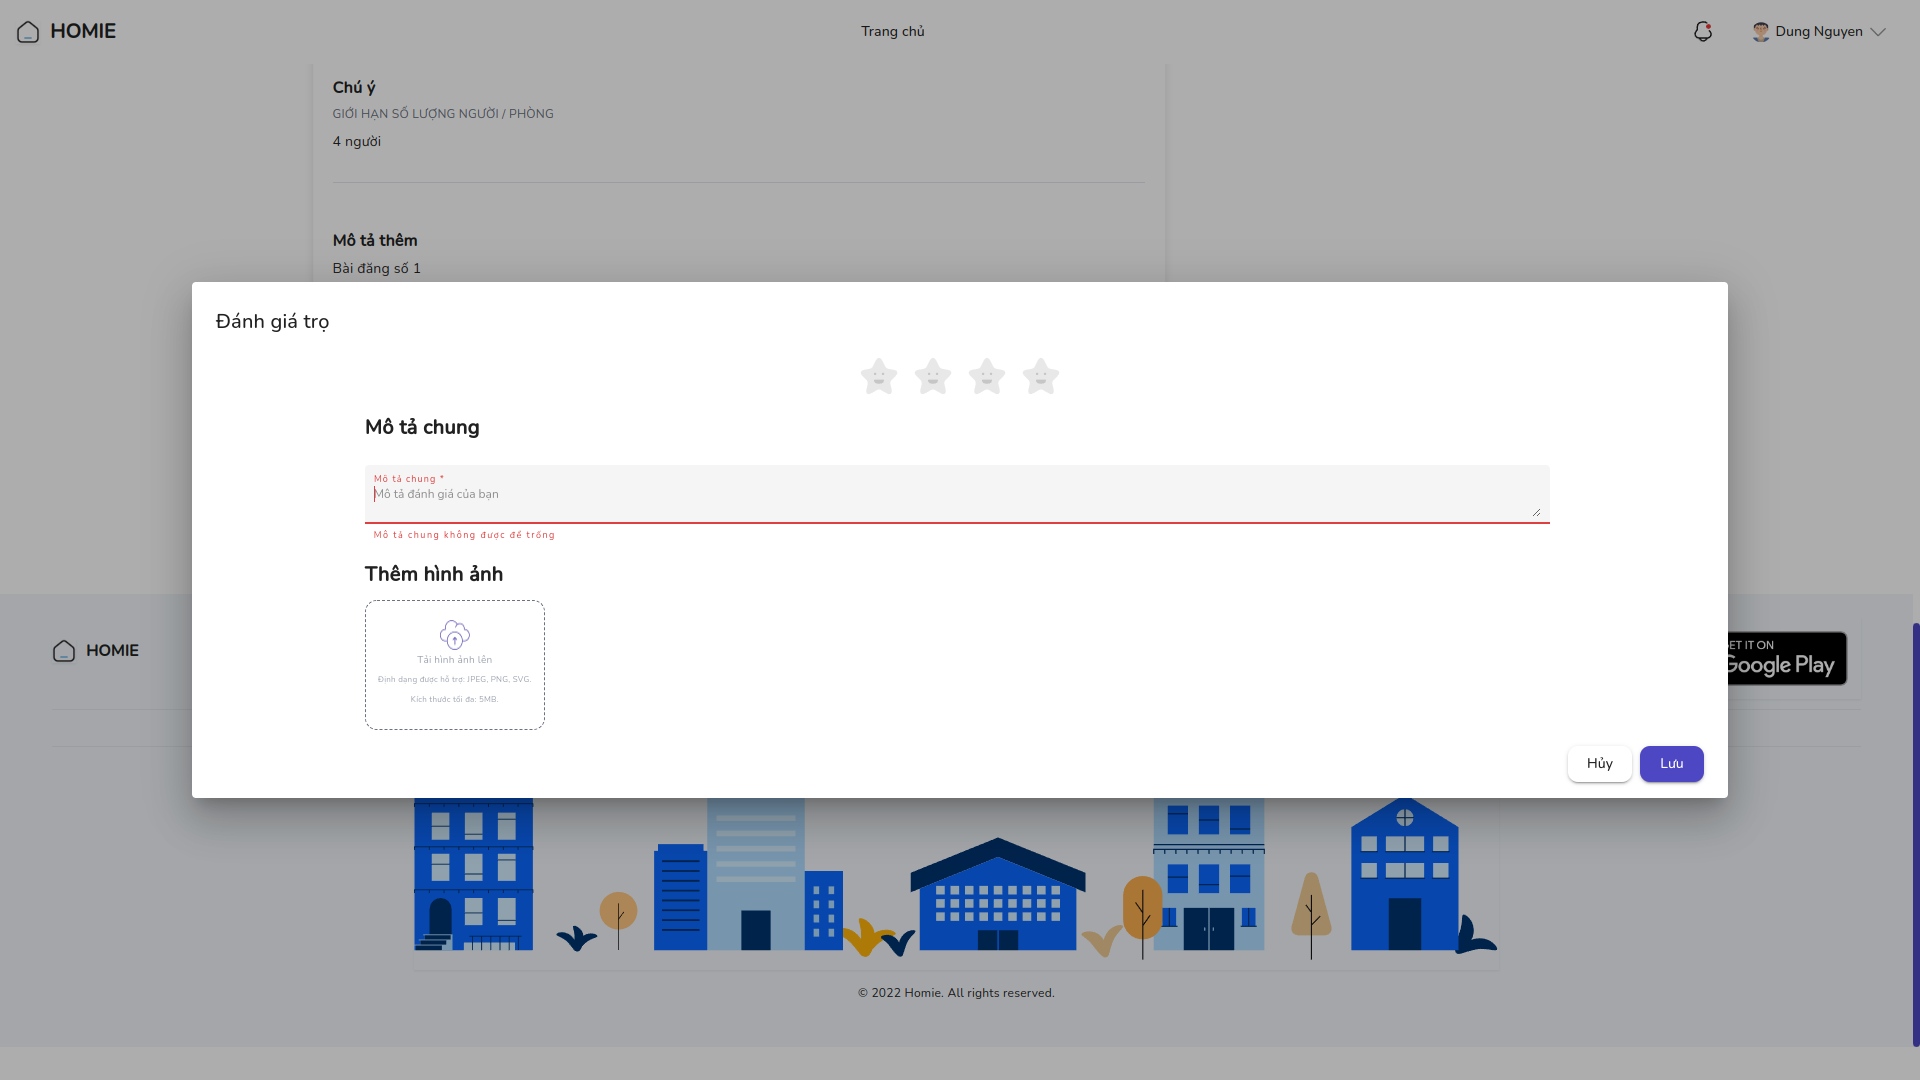 HOMIE
Trang chủ
Dung Nguyen
Chú ý
GIỚI HẠN SỐ LƯỢNG NGƯỜI / PHÒNG
4 người
Mô tả thêm
Bài đăng số 1
Đánh giá trọ
Mô tả chung
Mô tả chung *
Mô tả đánh giá của bạn
Mô tả chung không được để trống
Thêm hình ảnh
Tải hình ảnh lên
Định dạng được hỗ trợ: JPEG, PNG, SVG.
Kích thước tối đa: 5MB.
Hủy
Lưu
HOMIE
ET IT ON
Google Play
© 2022 Homie. All rights reserved.